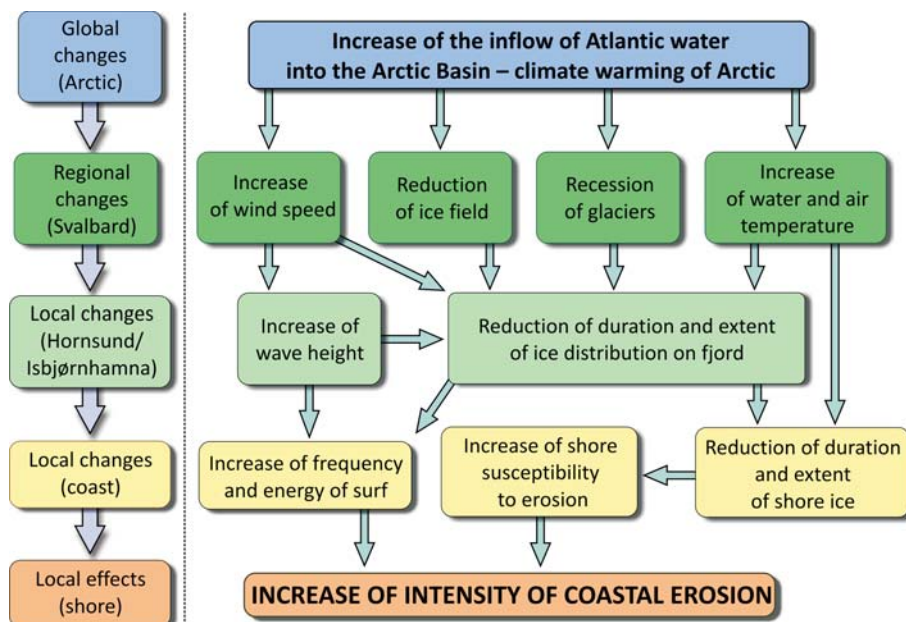 Global
changes
(Arctic)
Regional
changes
(Svalbard)
Local changes
(Hornsund/
Isbjørnhamna)
Local changes
(coast)
Local effects
(shore)
Increase of the inflow of Atlantic water
into the Arctic Basin – climate warming of Arctic
Increase
of wind speed
Reduction
of ice field
Recession
of glaciers
Increase
of water and air
temperature
Increase of
wave height
Reduction of duration and extent
of ice distribution on fjord
Increase of frequency
and energy of surf
Increase of shore
susceptibility
to erosion
Reduction of duration
and extent
of shore ice
INCREASE OF INTENSITY OF COASTAL EROSION